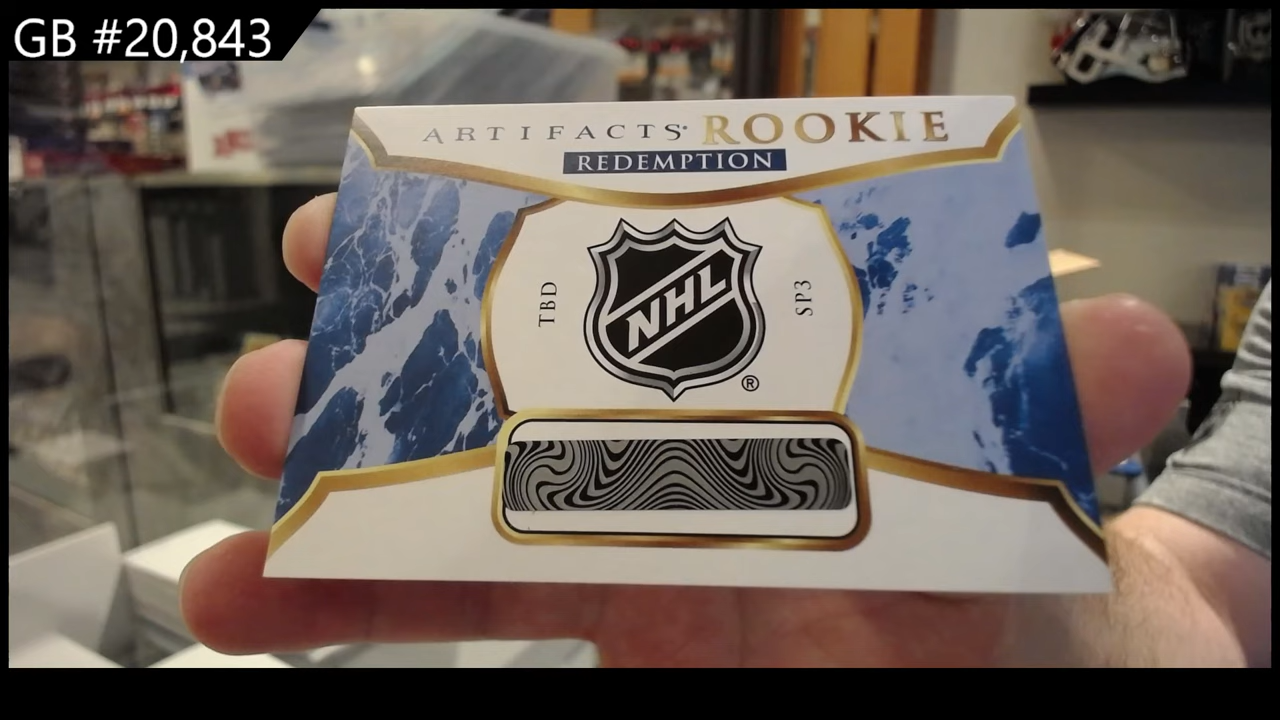 GB #20,843
ARTIFACTS ROOKIE
REDEMPTION
TBD
NHL
®
SP3